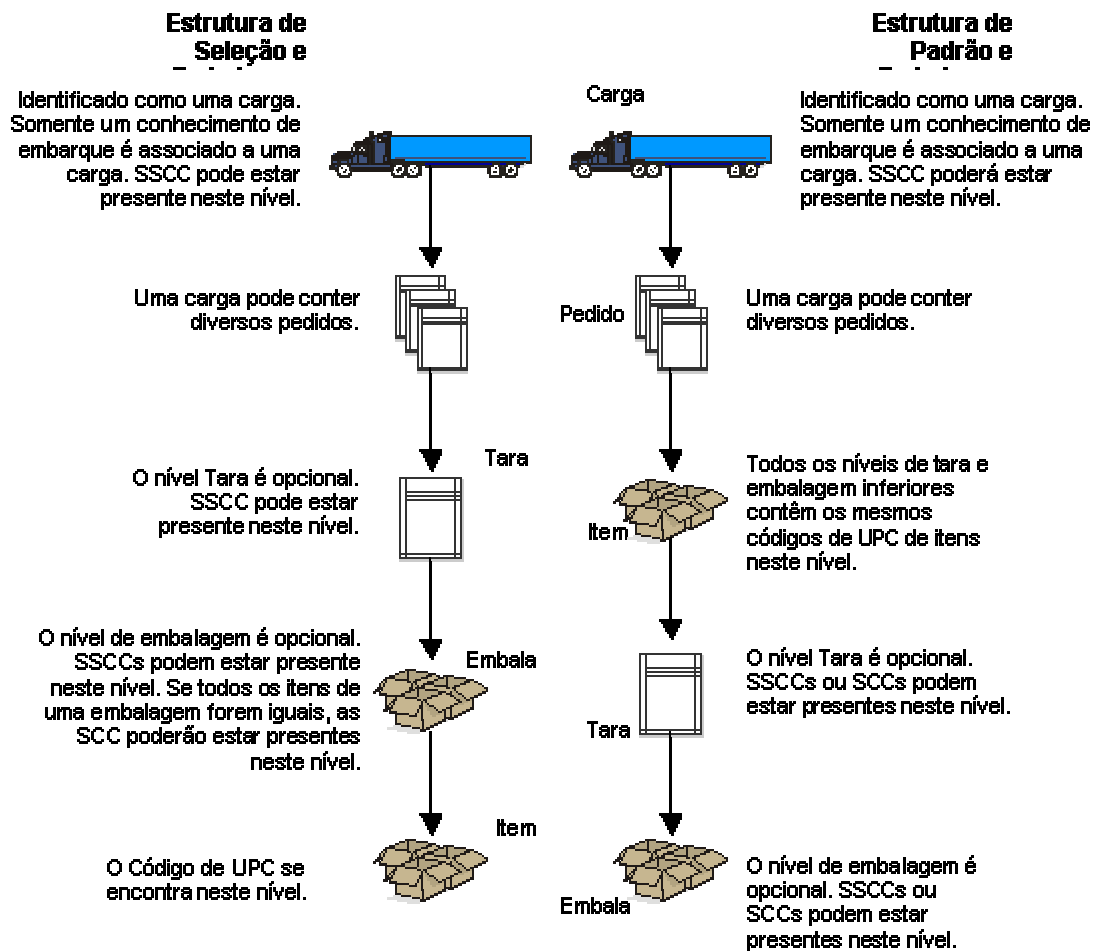 Estrutura de
Seleção e
Identificado como uma carga.
Somente um conhecimento de
embarque é associado a uma
carga. SSCC pode estar
presente neste nível.
Uma carga pode conter
diversos pedidos.
Tara
O nível Tara é opcional.
SSCC pode estar
presente neste nível.
O nível de embalagem é opcional.
SSCCs podem estar presente
neste nível. Se todos os itens de
uma embalagem forem iguais, as
SCC poderão estar presentes
neste nível.
Embala
Item
O Código de UPC se
encontra neste nível.
Estrutura de
Padrão e
Carga
Identificado como uma carga.
Somente um conhecimento de
embarque é associado a uma
carga. SSCC poderá estar
presente neste nível.
Pedido
Uma carga pode conter
diversos pedidos.
Item
Todos os níveis de tara e
embalagem inferiores
contêm os mesmos
códigos de UPC de itens
neste nível.
Tara
O nível Tara é opcional.
SSCCs ou SCCs podem
estar presentes neste nível.
Embala
O nível de embalagem é
opcional. SSCCs ou
SCCs podem estar
presentes neste nível.